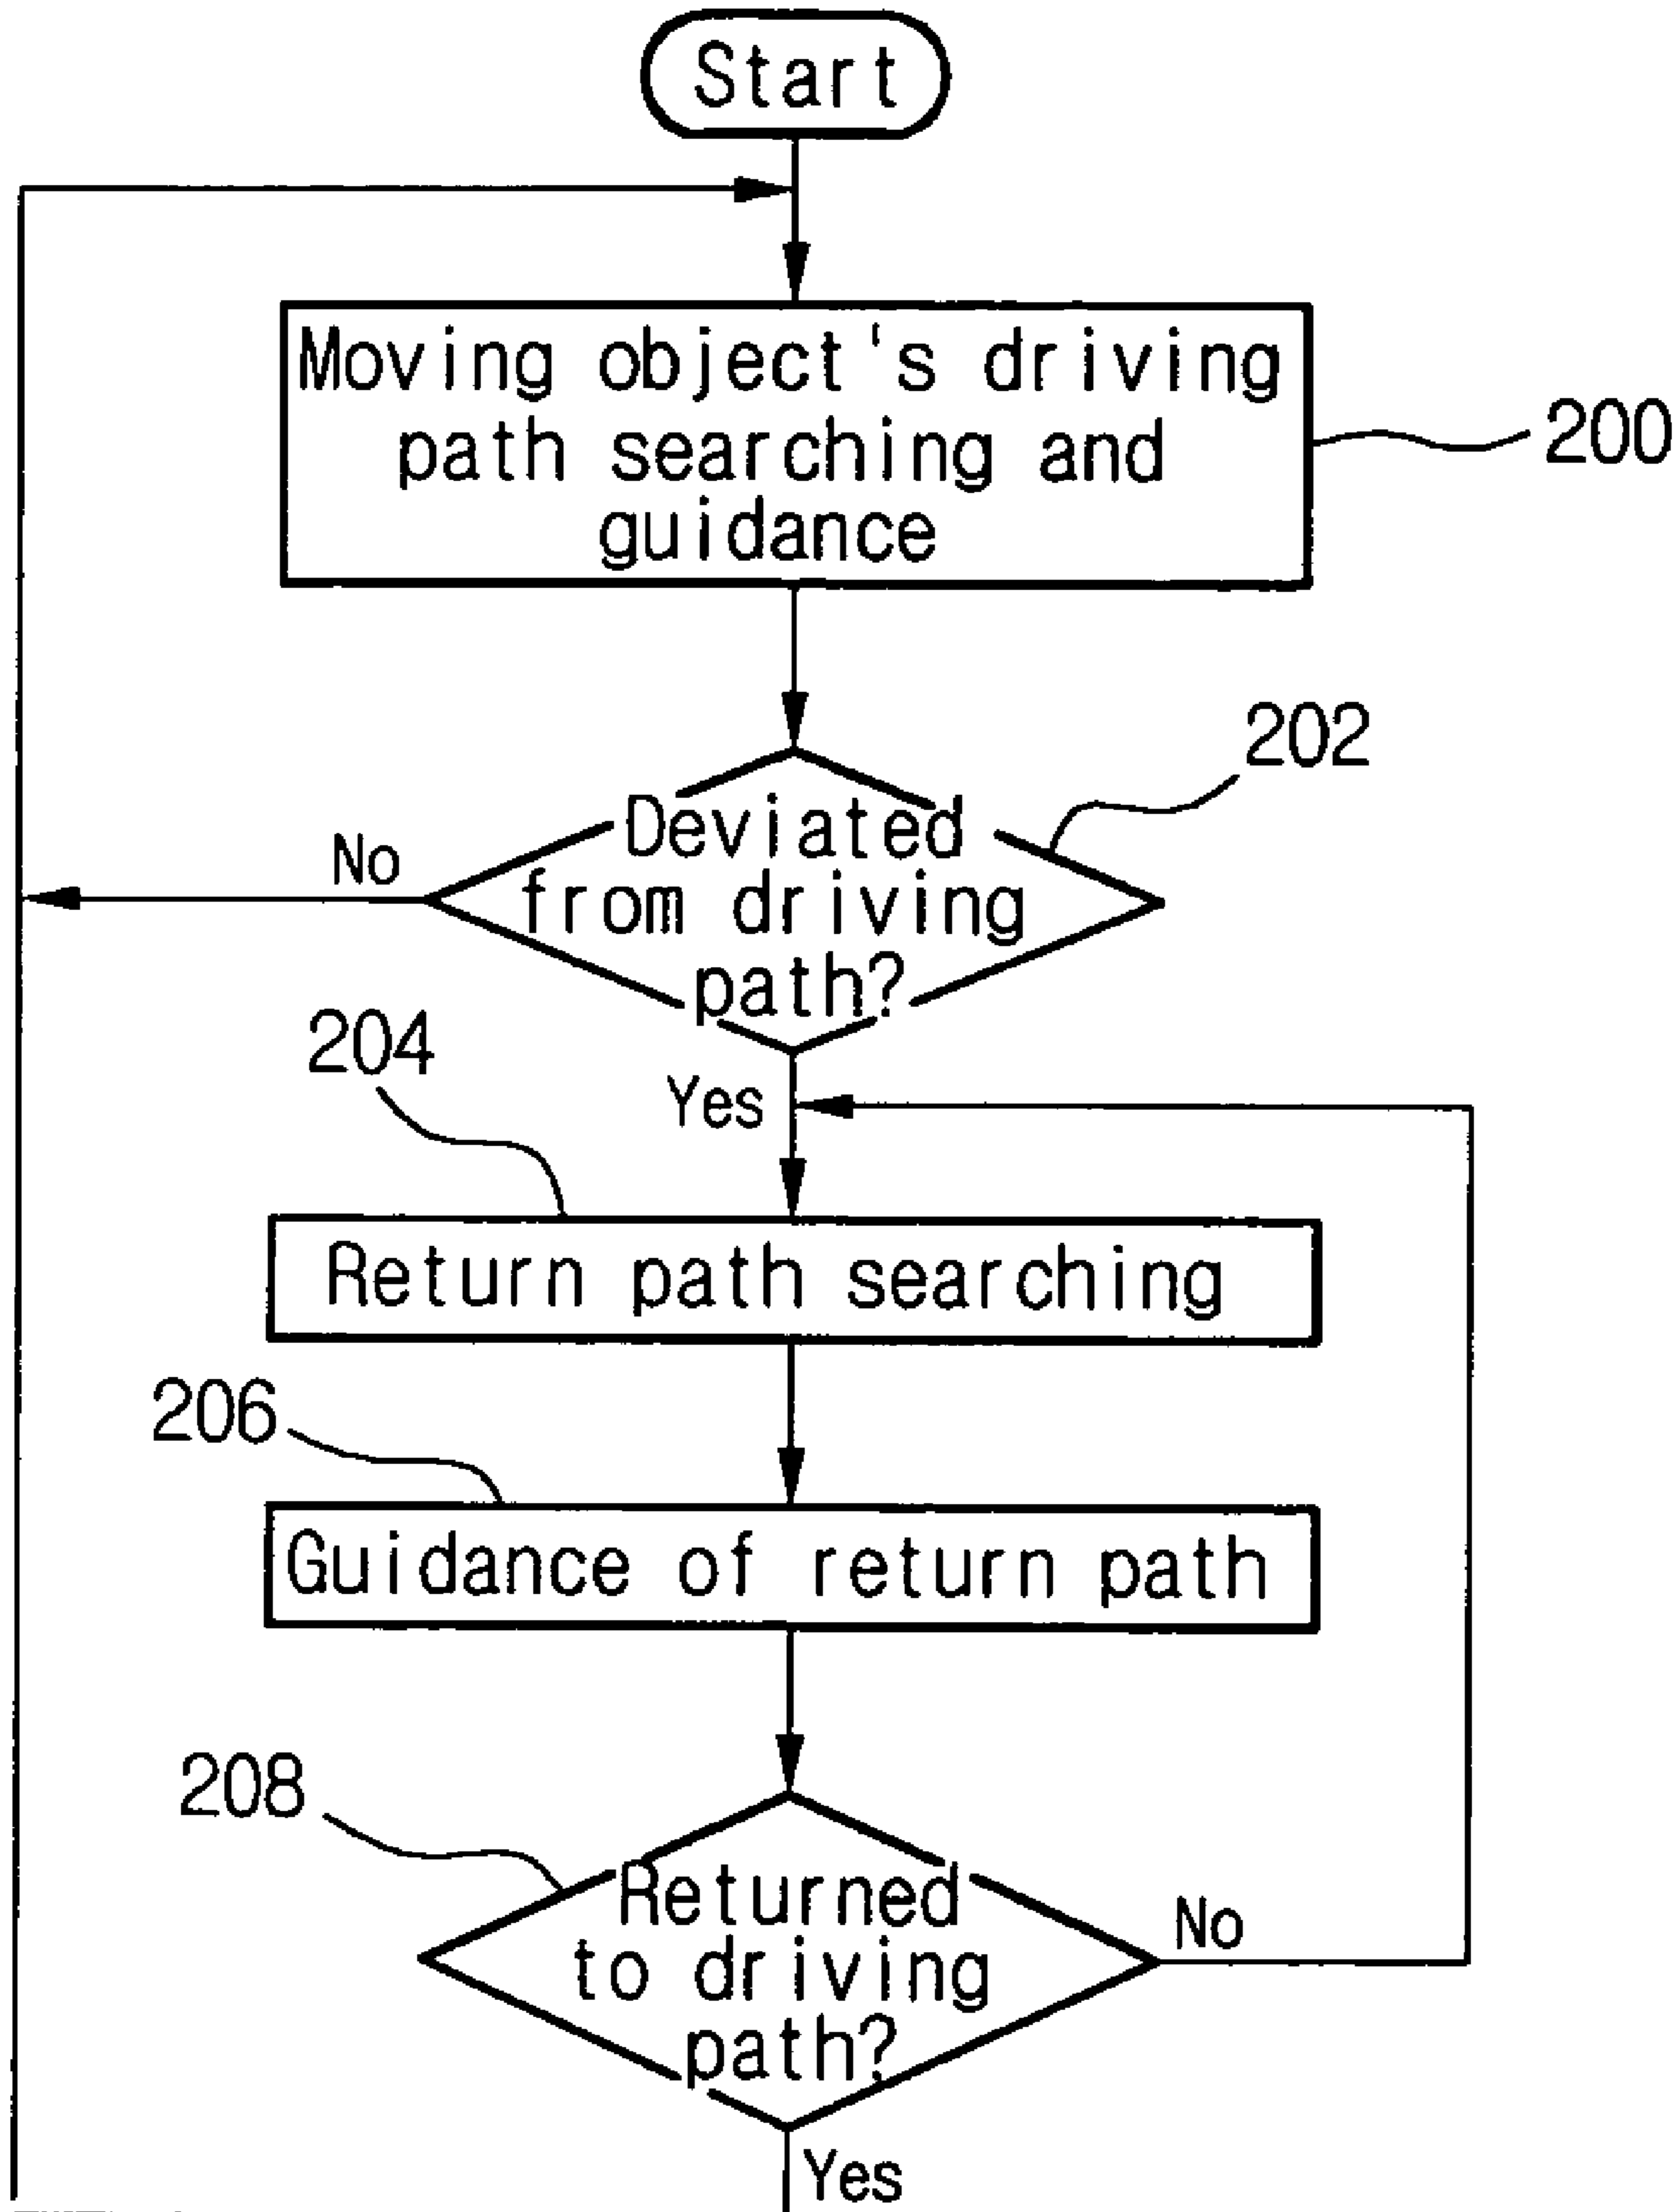 Start
Moving object's driving
path searching and
guidance
200
202
Deviated
from driving
path?
No
Yes
204
Return path searching
206
Guidance of return path
208
Returned
to driving
path?
No
Yes